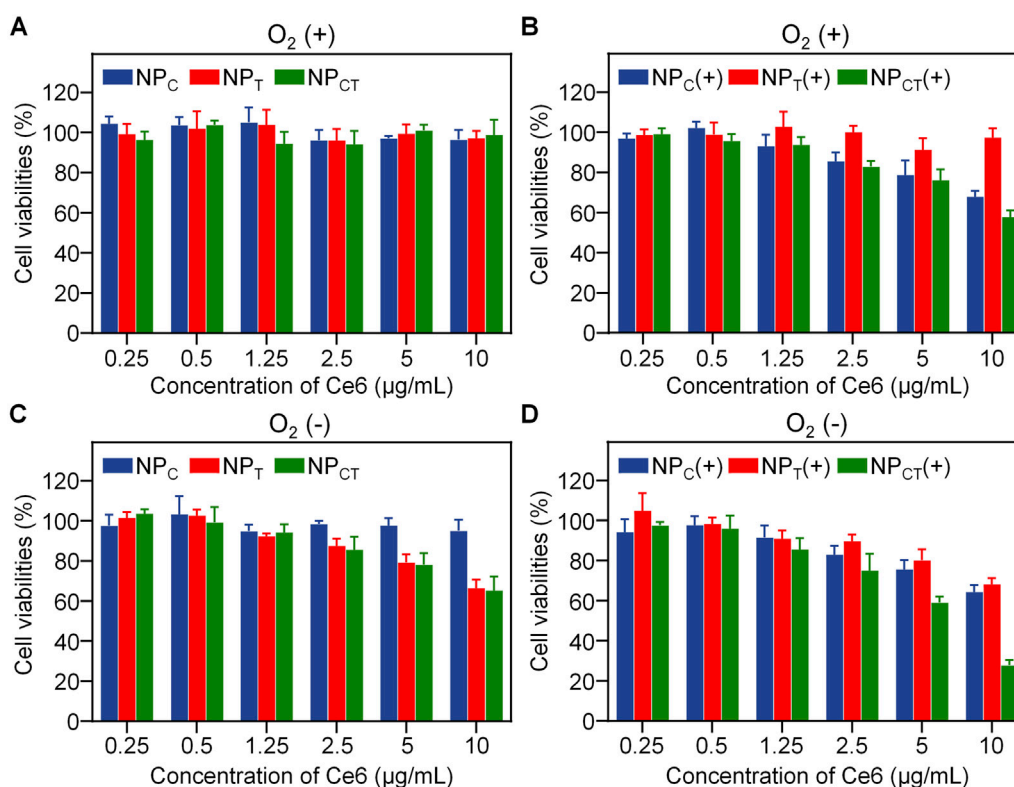 A
O₂ (+)
NPC NPT NPCT
120
100
80
60
40
20
0
Cell viabilities (%)
0.25 0.5 1.25 2.5 5 10
Concentration of Ce6 (µg/mL)
B
O₂ (+)
NPC(+) NPT(+) NPCT(+)
120
100
80
60
40
20
0
Cell viabilities (%)
0.25 0.5 1.25 2.5 5 10
Concentration of Ce6 (µg/mL)
C
O₂ (-)
NPC NPT NPCT
120
100
80
60
40
20
0
Cell viabilities (%)
0.25 0.5 1.25 2.5 5 10
Concentration of Ce6 (µg/mL)
D
O₂ (-)
NPC(+) NPT(+) NPCT(+)
120
100
80
60
40
20
0
Cell viabilities (%)
0.25 0.5 1.25 2.5 5 10
Concentration of Ce6 (µg/mL)